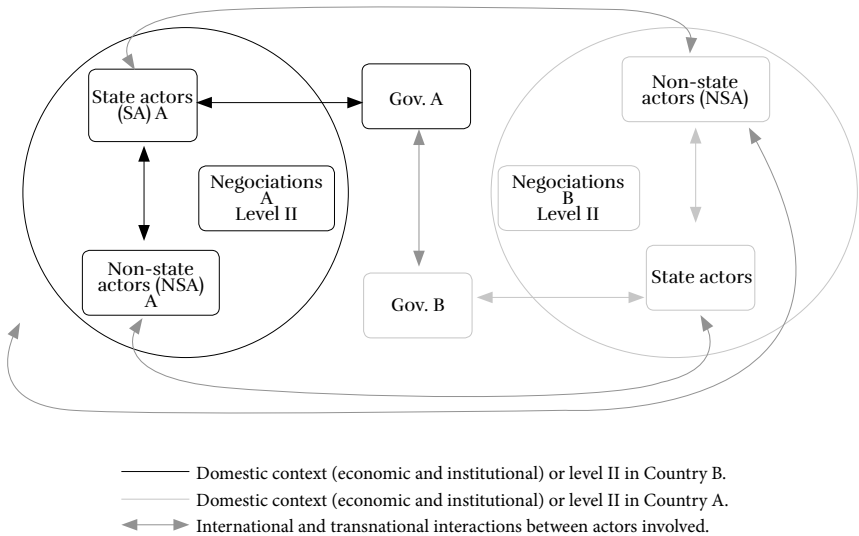 State actors
(SA) A
Gov. A
Non-state
actors (NSA)
Negociations
A
Level II
Negociations
B
Level II
Non-state
actors (NSA)
A
Gov. B
State actors
Domestic context (economic and institutional) or level II in Country B.
Domestic context (economic and institutional) or level II in Country A.
International and transnational interactions between actors involved.